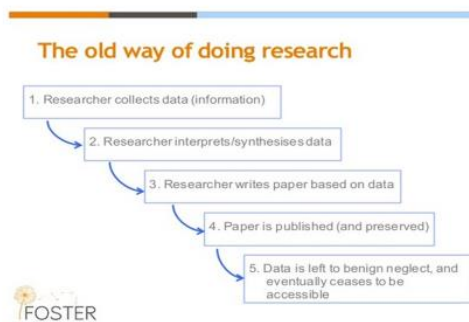 The old way of doing research
1. Researcher collects data (information)
2. Researcher interprets/synthesises data
3. Researcher writes paper based on data
4. Paper is published (and preserved)
5. Data is left to benign neglect, and
eventually ceases to be
accessible
FOSTER